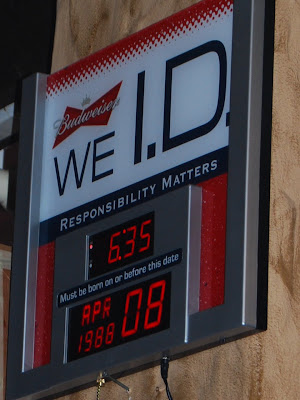 Budweiser
WE I.D.
RESPONSIBILITY MATTERS
6:35
Must be born on or before this date
APR 08
1988